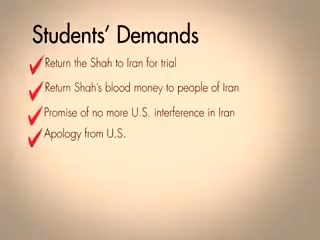 Students' Demands
Return the Shah to Iran for trial
Return Shah's blood money to people of Iran
Promise of no more U.S. interference in Iran
Apology from U.S.